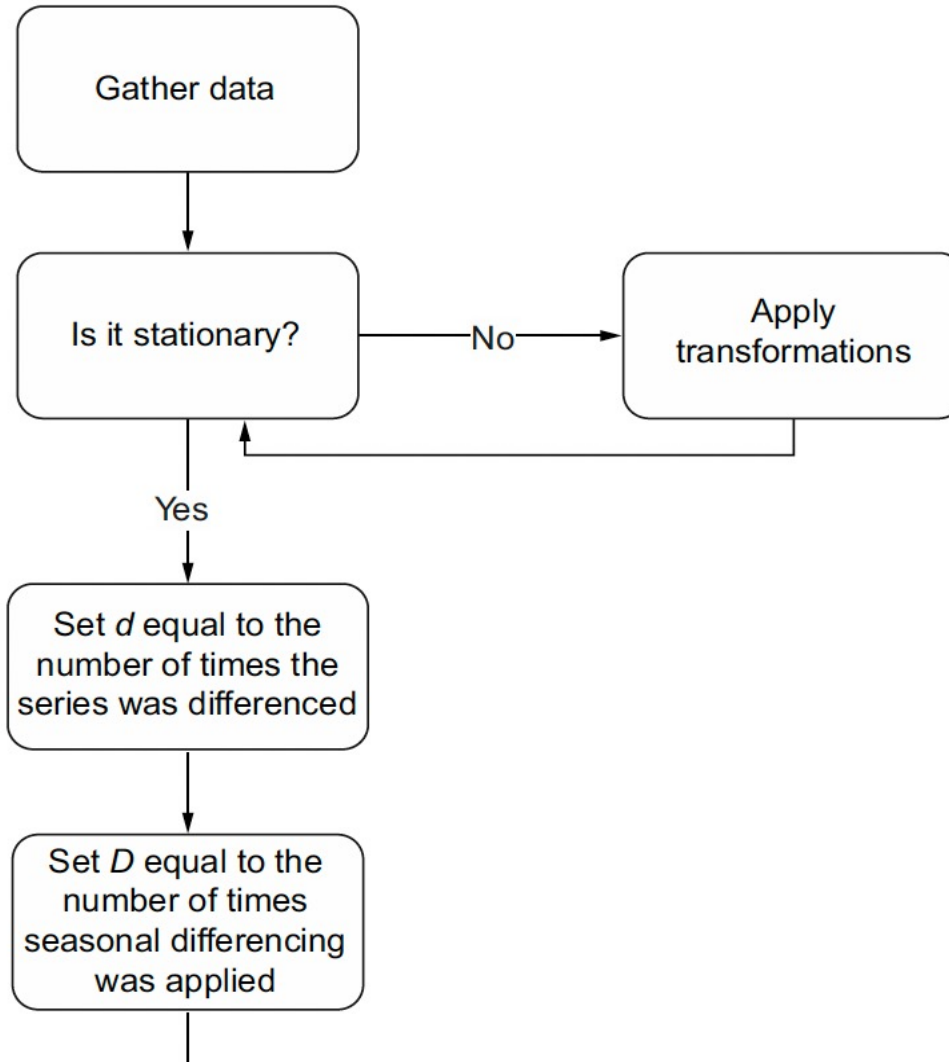 Gather data
Is it stationary?
No
Apply
transformations
Yes
Set d equal to the
number of times the
series was differenced
Set D equal to the
number of times
seasonal differencing
was applied